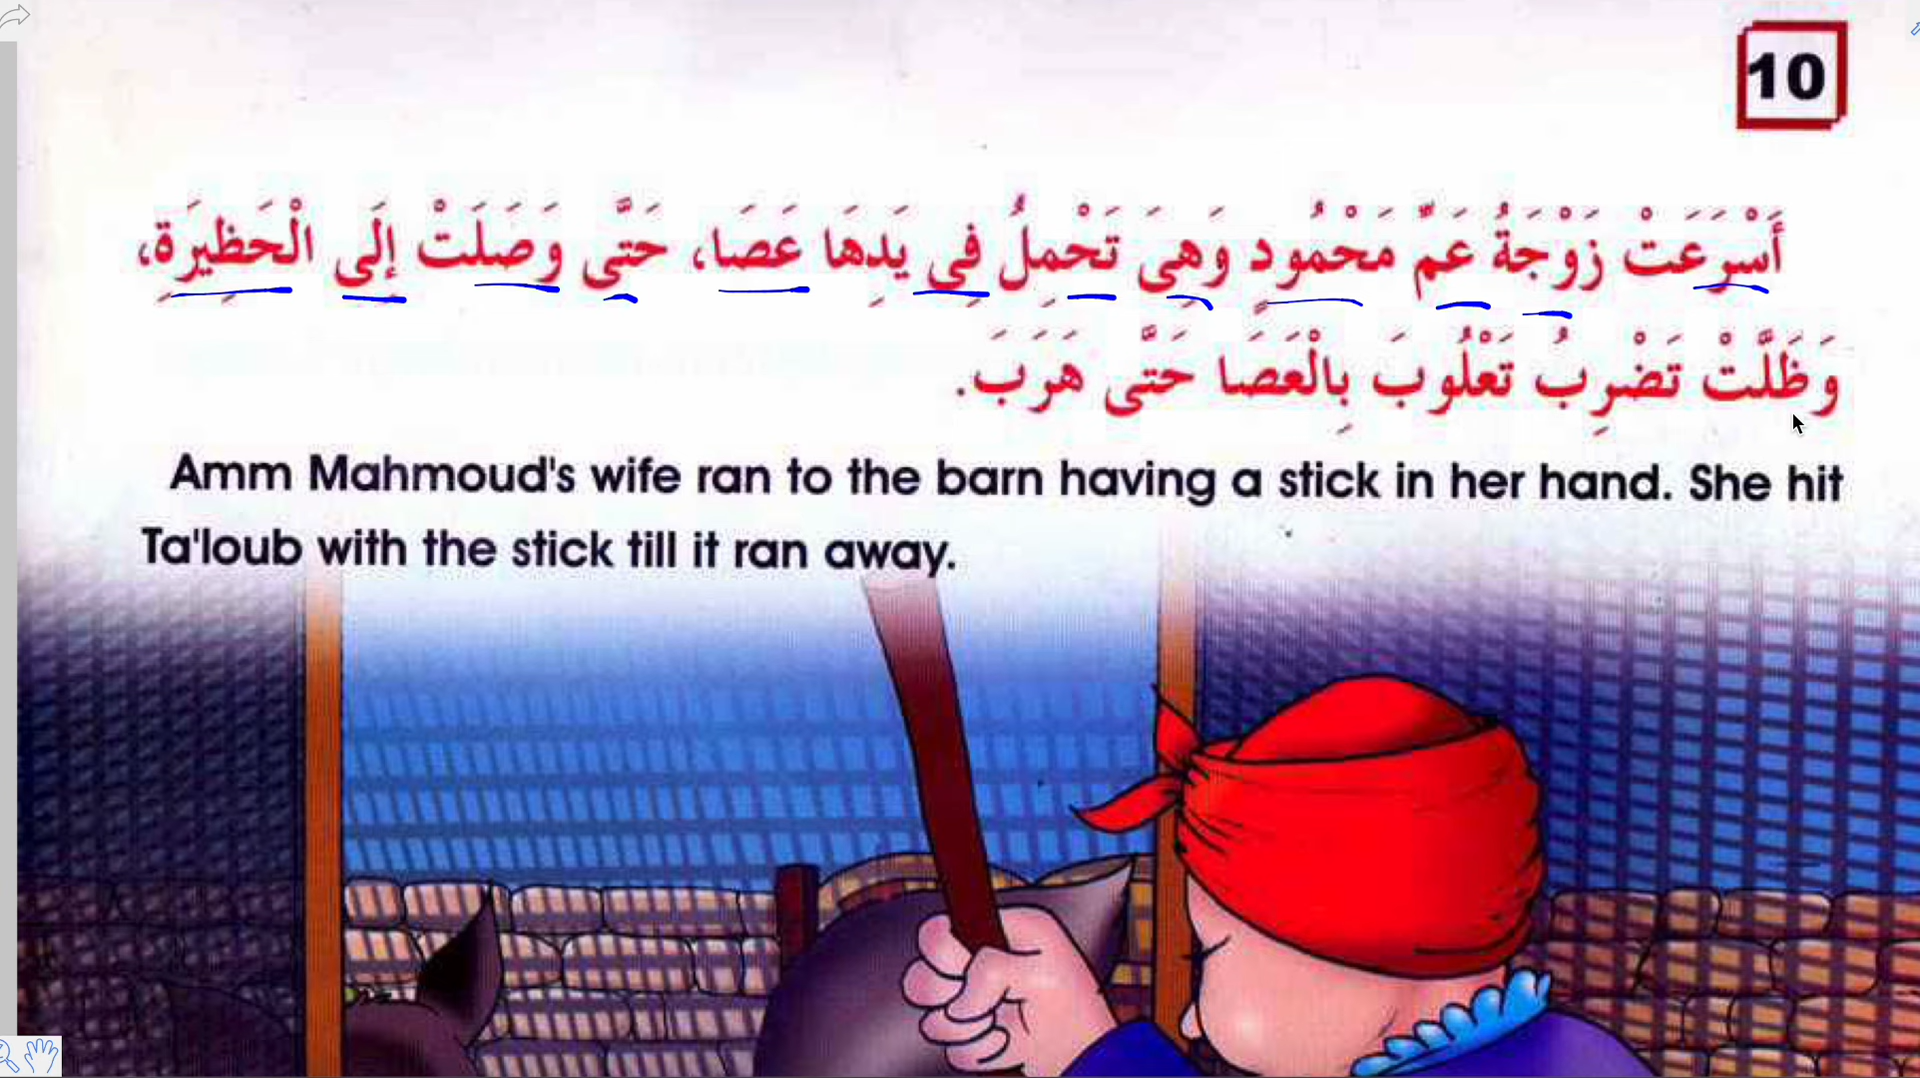 10
أَسْرَعَتْ زَوْجَةُ عَمِّ مَحْمُودٍ وَهِىَ تَحْمِلُ فِى يَدِهَا عَصَا، حَتَّى وَصَلَتْ إِلَى الْحَظِيرَةِ،
وَظَلَّتْ تَضْرِبُ تَعْلُوبَ بِالْعَصَا حَتَّى هَرَبَ.
Amm Mahmoud's wife ran to the barn having a stick in her hand. She hit
Ta'loub with the stick till it ran away.